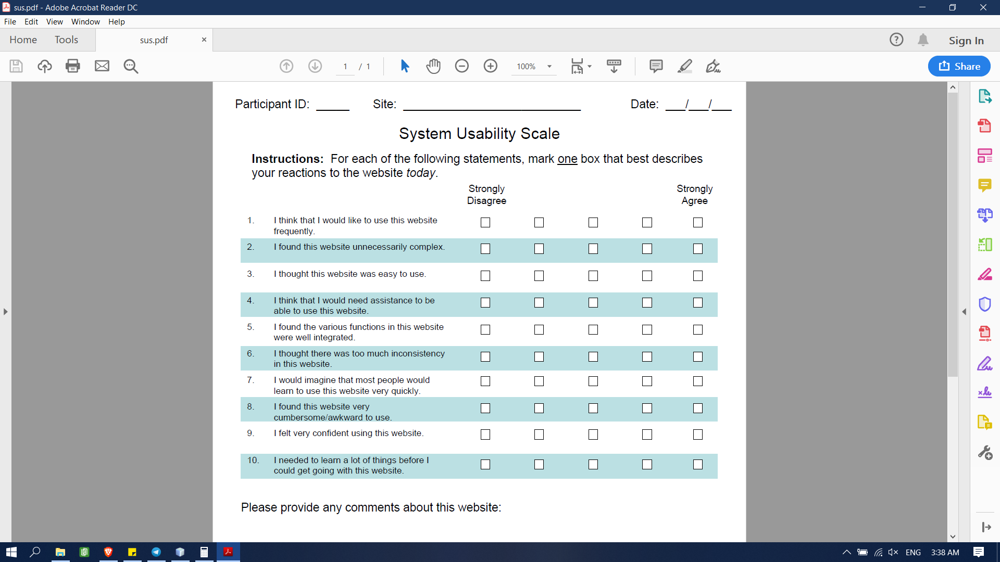 sus.pdf - Adobe Acrobat Reader DC
File Edit View Window Help
Home Tools sus.pdf × Sign In
1 / 1 100% Share
Participant ID: _____ Site: ___________________________ Date: ___/___/___
System Usability Scale
Instructions: For each of the following statements, mark one box that best describes
your reactions to the website today.
Strongly Strongly
Disagree Agree
1. I think that I would like to use this website
frequently.
2. I found this website unnecessarily complex.
3. I thought this website was easy to use.
4. I think that I would need assistance to be
able to use this website.
5. I found the various functions in this website
were well integrated.
6. I thought there was too much inconsistency
in this website.
7. I would imagine that most people would
learn to use this website very quickly.
8. I found this website very
cumbersome/awkward to use.
9. I felt very confident using this website.
10. I needed to learn a lot of things before I
could get going with this website.
Please provide any comments about this website:
ENG 3:38 AM